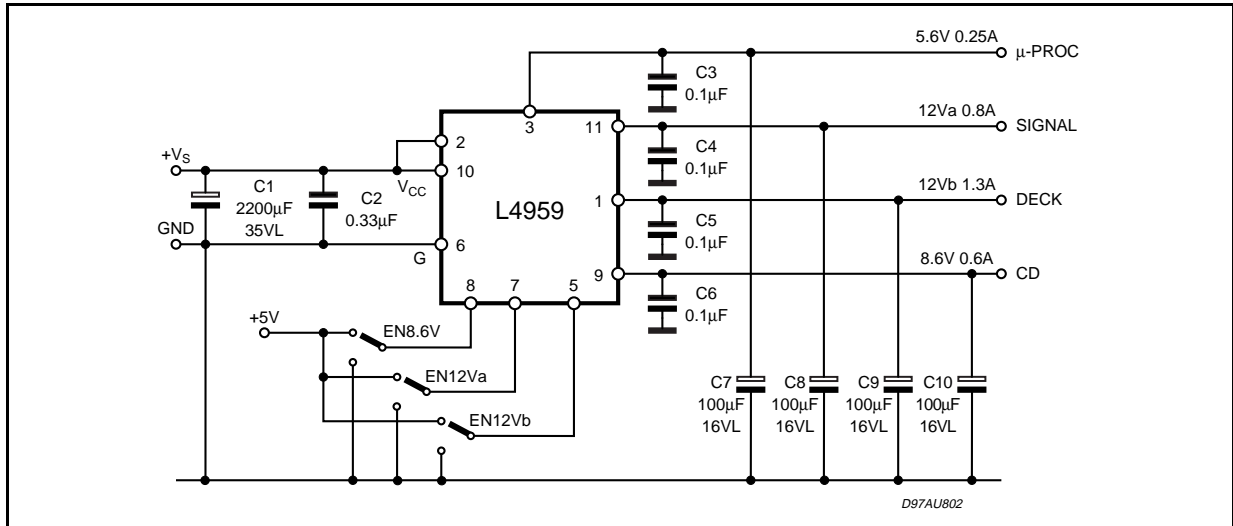 5.6V 0.25A
μ-PROC
C3
0.1μF
3
12Va 0.8A
11
SIGNAL
2
C4
0.1μF
+VS
10
VCC
C1
2200μF
35VL
C2
0.33μF
L4959
12Vb 1.3A
1
DECK
C5
0.1μF
GND
6
G
8.6V 0.6A
9
CD
8
7
5
C6
0.1μF
+5V
EN8.6V
EN12Va
EN12Vb
C7
100μF
16VL
C8
100μF
16VL
C9
100μF
16VL
C10
100μF
16VL
D97AU802